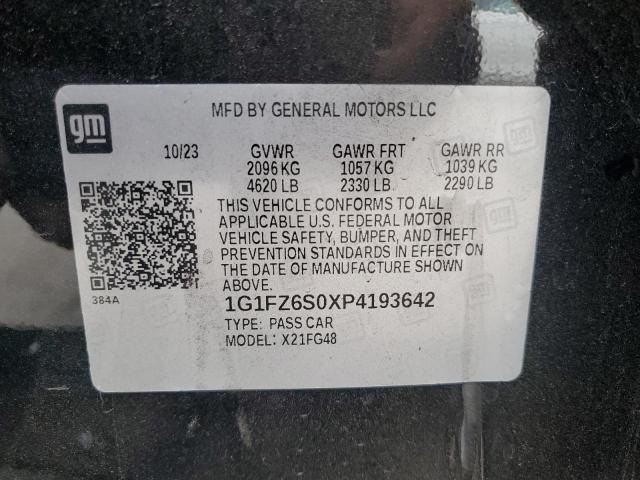 gm
MFD BY GENERAL MOTORS LLC
10/23 GVWR GAWR FRT GAWR RR
2096 KG 1057 KG 1039 KG
4620 LB 2330 LB 2290 LB
THIS VEHICLE CONFORMS TO ALL
APPLICABLE U.S. FEDERAL MOTOR
VEHICLE SAFETY, BUMPER, AND THEFT
PREVENTION STANDARDS IN EFFECT ON
THE DATE OF MANUFACTURE SHOWN
ABOVE.
384A
1G1FZ6S0XP4193642
TYPE: PASS CAR
MODEL: X21FG48